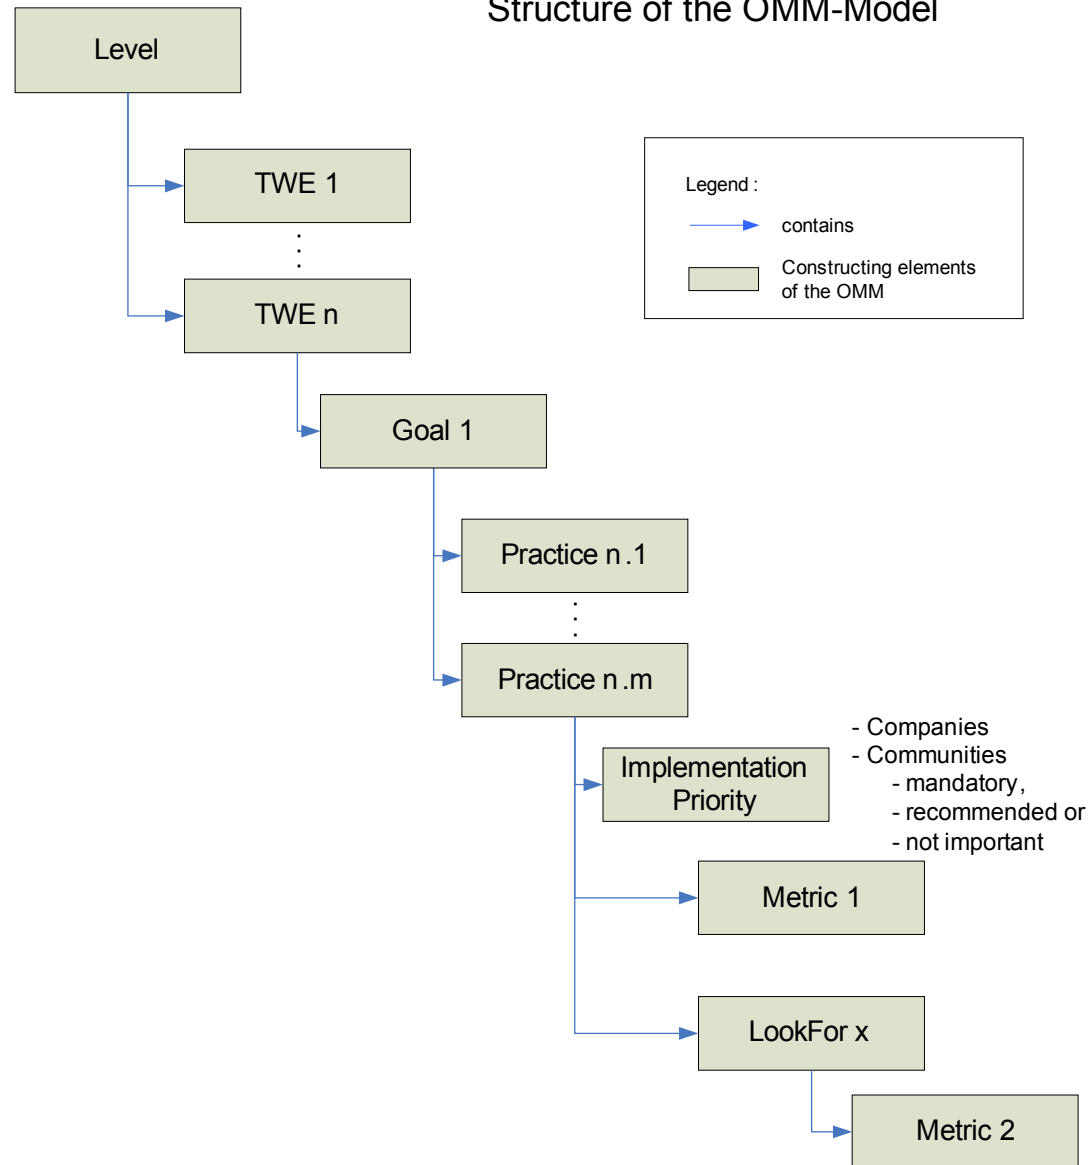 Structure of the OMM-Model
Level
TWE 1
Legend :
contains
Constructing elements
of the OMM
TWE n
Goal 1
Practice n .1
Practice n .m
Implementation
Priority
- Companies
- Communities
- mandatory,
- recommended or
- not important
Metric 1
LookFor x
Metric 2